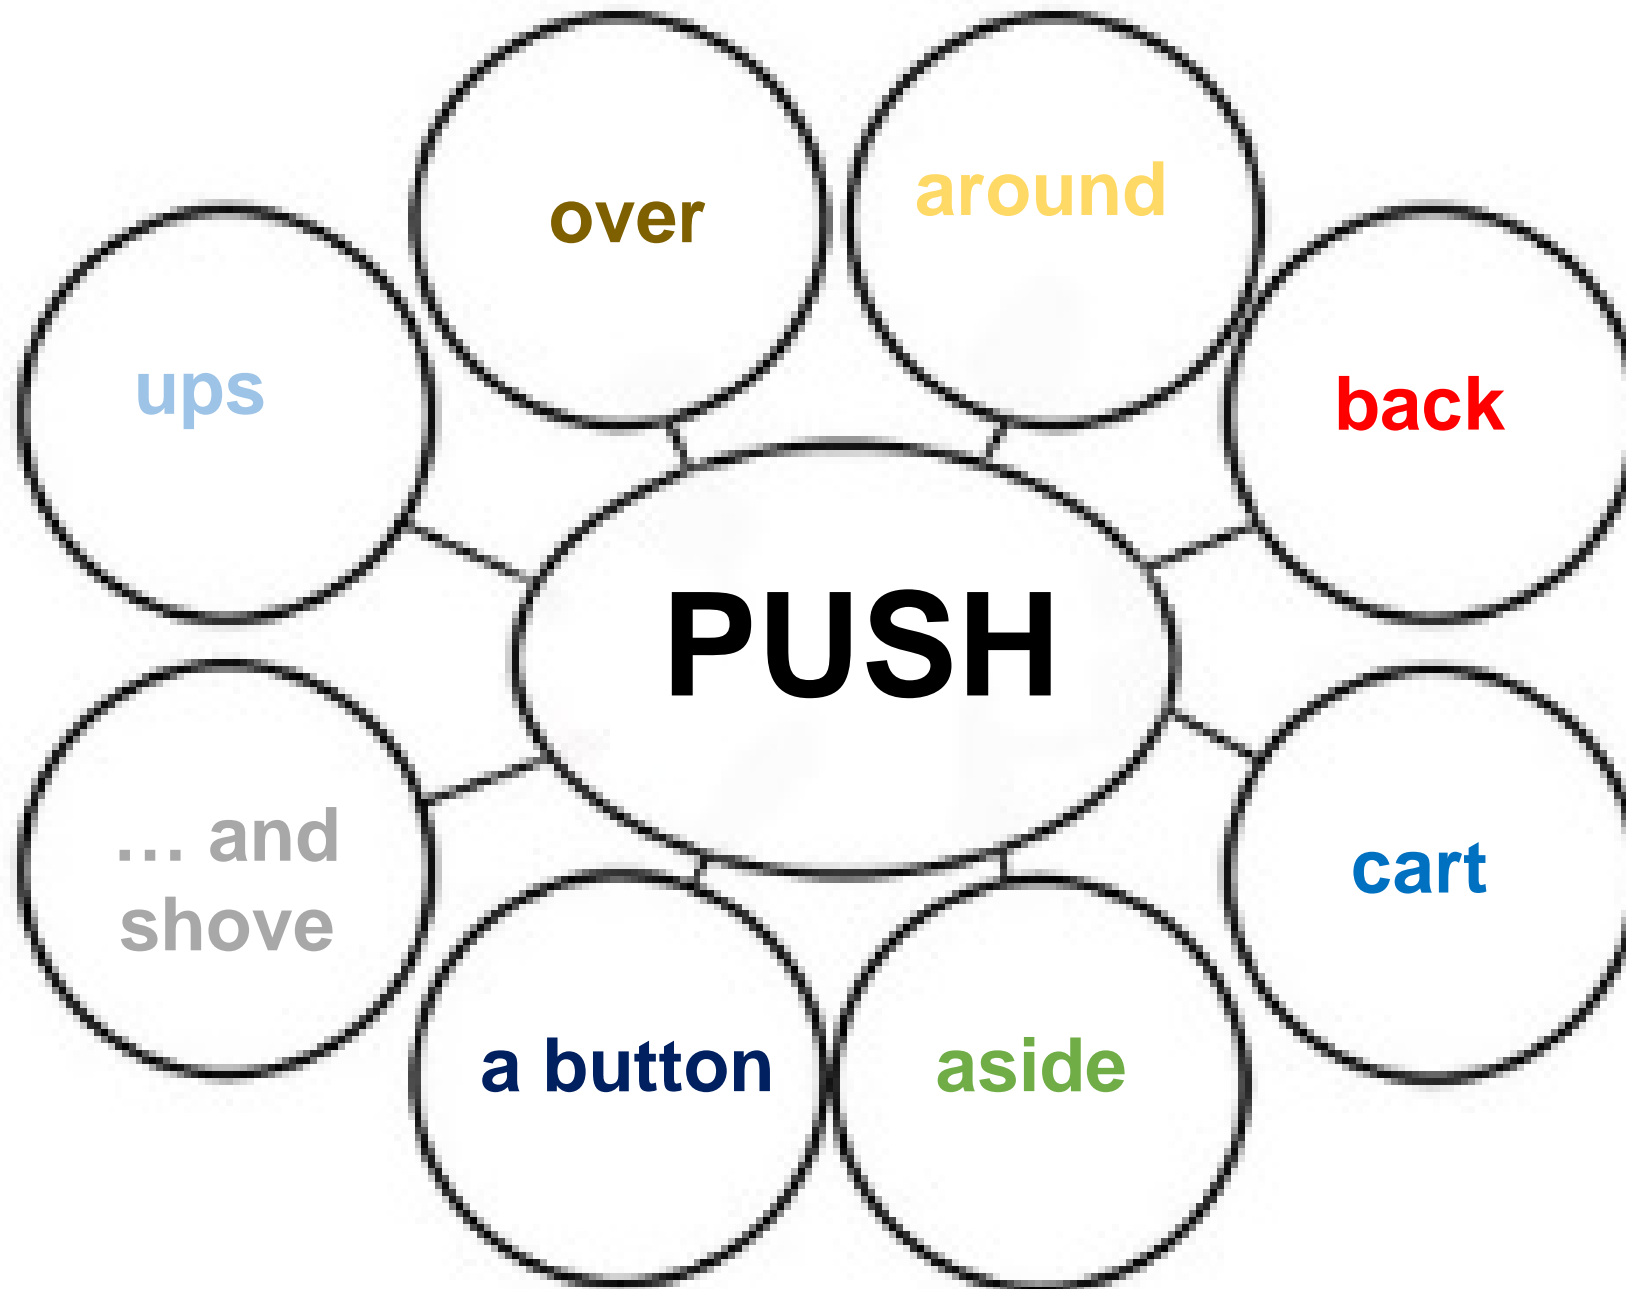 over
around
ups
back
PUSH
… and
shove
cart
a button
aside